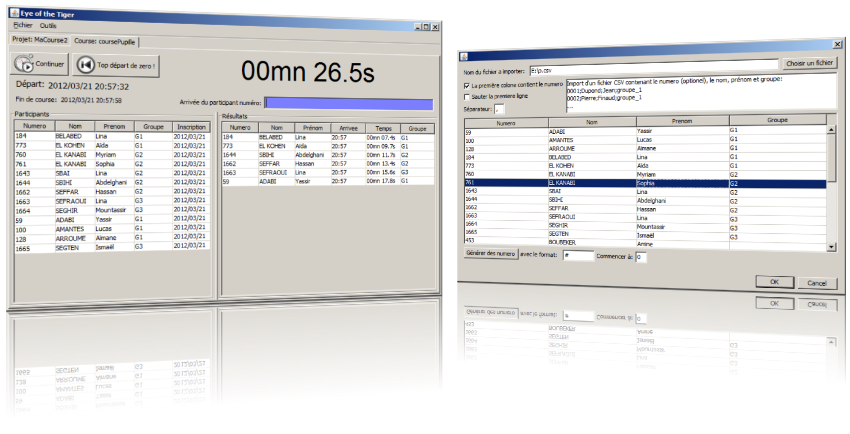 Eye of the Tiger
Fichier Outils
Projet: MaCourse2 Course: coursePupille
Continuer Top départ de zero !
00mn 26.5s
Départ: 2012/03/21 20:57:32
Fin de course: 2012/03/21 20:57:58
Arrivée du participant numéro:
Participants
Numero Nom Prenom Groupe Inscription
184 BELABED Lina G1 2012/03/21
773 EL KOHEN Aïda G1 2012/03/21
760 EL KANABI Myriam G2 2012/03/21
761 EL KANABI Sophia G2 2012/03/21
1643 SBAI Lina G2 2012/03/21
1644 SBIHI Abdelghani G2 2012/03/21
1662 SEFFAR Hassan G2 2012/03/21
1663 SEFRAOUI Lina G3 2012/03/21
1664 SEGHIR Mountassir G3 2012/03/21
59 ADABI Yassir G1 2012/03/21
100 AMANTES Lucas G1 2012/03/21
128 ARROUME Aimane G1 2012/03/21
1665 SEGTEN Ismaël G3 2012/03/21
Résultats
Numero Nom Prénom Arrivee Temps Groupe
184 BELABED Lina 20:57 00mn 07.4s G1
773 EL KOHEN Aïda 20:57 00mn 09.7s G1
1644 SBIHI Abdelghani 20:57 00mn 11.7s G2
1662 SEFFAR Hassan 20:57 00mn 13.4s G2
1663 SEFRAOUI Lina 20:57 00mn 15.6s G3
59 ADABI Yassir 20:57 00mn 17.8s G1
Nom du fichier a importer: E:\p.csv Choisir un fichier
La première colone contient le numero
Sauter la premiere ligne
Séparateur: ,
Import d'un fichier CSV contenant le numero (optionel), le nom, prénom et groupe:
0001;Dupond;Jean;groupe_1
0002;Pierre;Pinaud;groupe_1
...
Numero Nom Prenom Groupe
59 ADABI Yassir G1
100 AMANTES Lucas G1
128 ARROUME Aimane G1
184 BELABED Lina G1
773 EL KOHEN Aïda G1
760 EL KANABI Myriam G2
761 EL KANABI Sophia G2
1643 SBAI Lina G2
1644 SBIHI Abdelghani G2
1662 SEFFAR Hassan G2
1663 SEFRAOUI Lina G3
1664 SEGHIR Mountassir G3
1665 SEGTEN Ismaël G3
453 BOUBEKER Amine
Générer des numero avec le format: # Commencer à: 0
OK Cancel